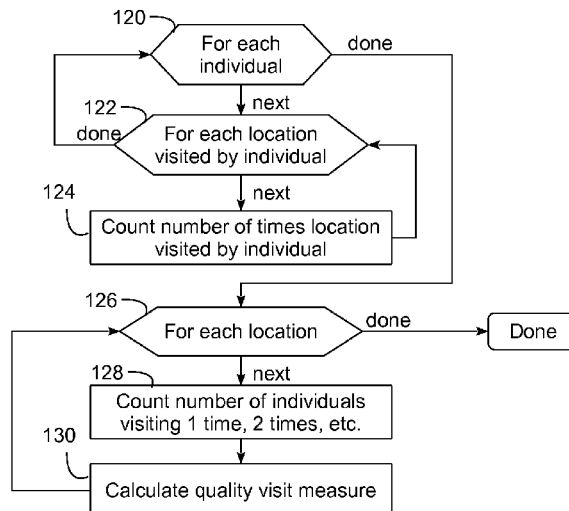 120
For each
individual
done
next
122
done
For each location
visited by individual
next
124
Count number of times location
visited by individual
126
For each location
done
Done
next
128
Count number of individuals
visiting 1 time, 2 times, etc.
130
Calculate quality visit measure